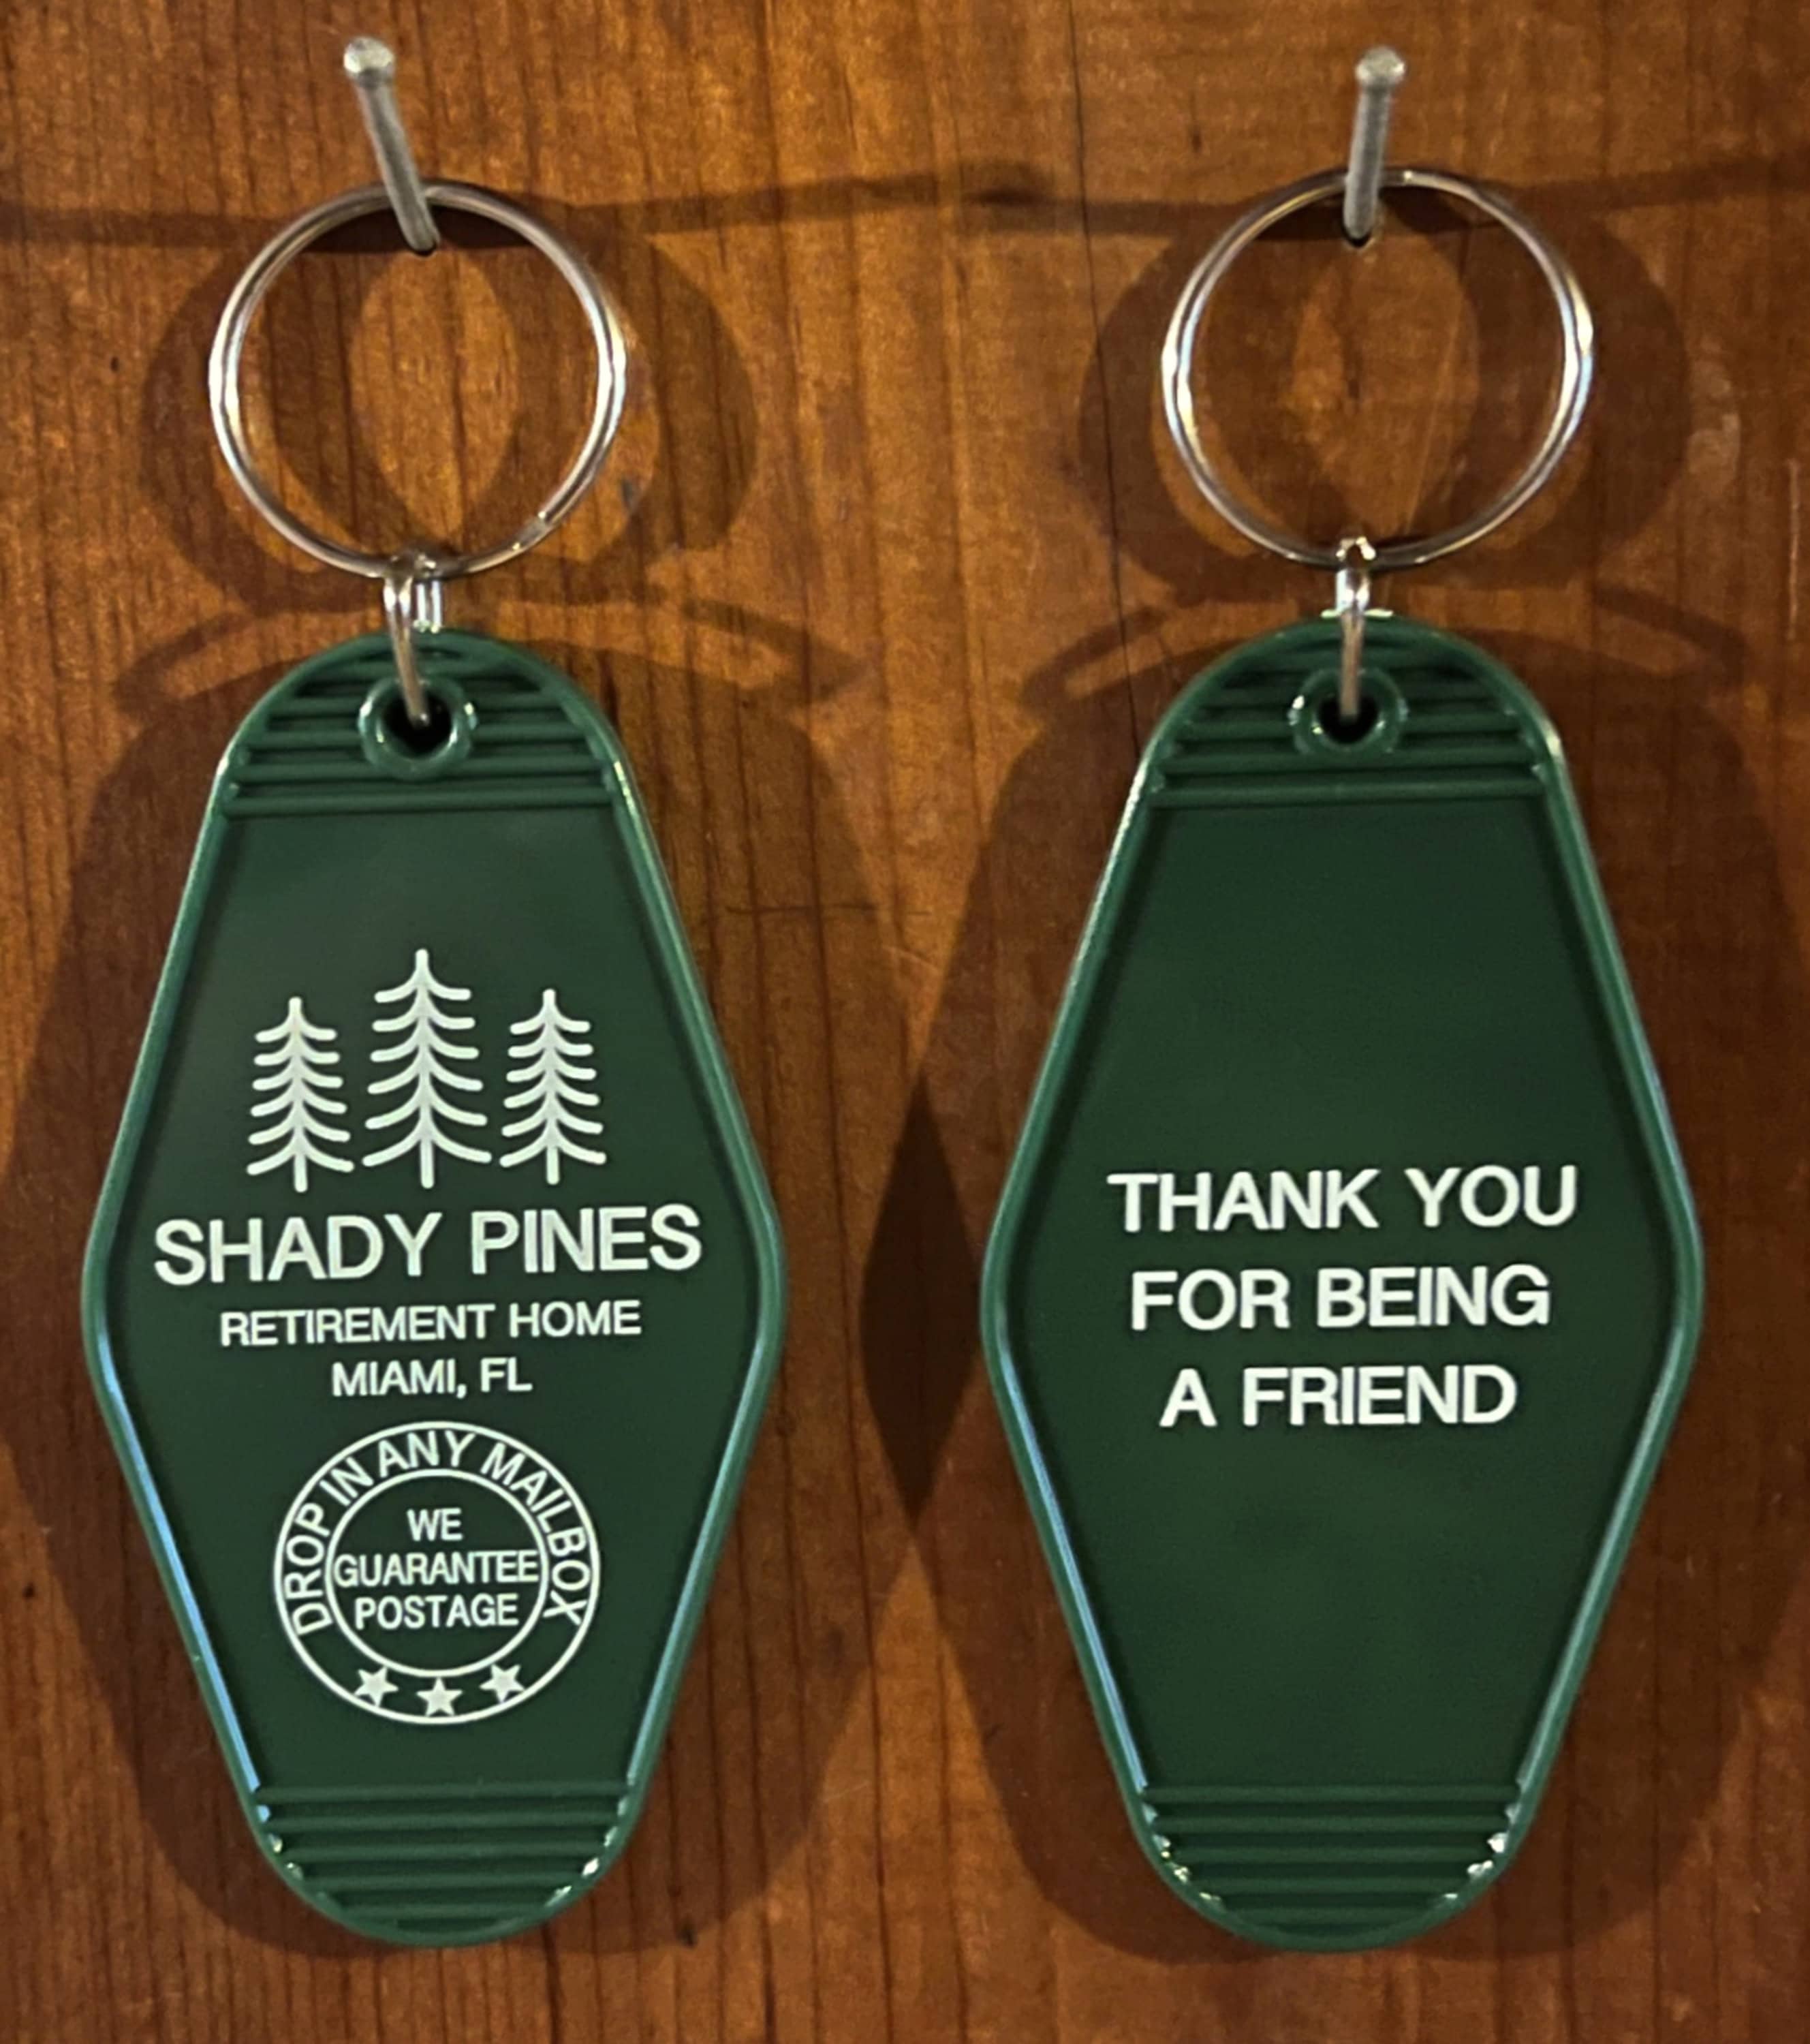 SHADY PINES
RETIREMENT HOME
MIAMI, FL
DROP IN ANY MAILBOX
WE
GUARANTEE
POSTAGE
THANK YOU
FOR BEING
A FRIEND